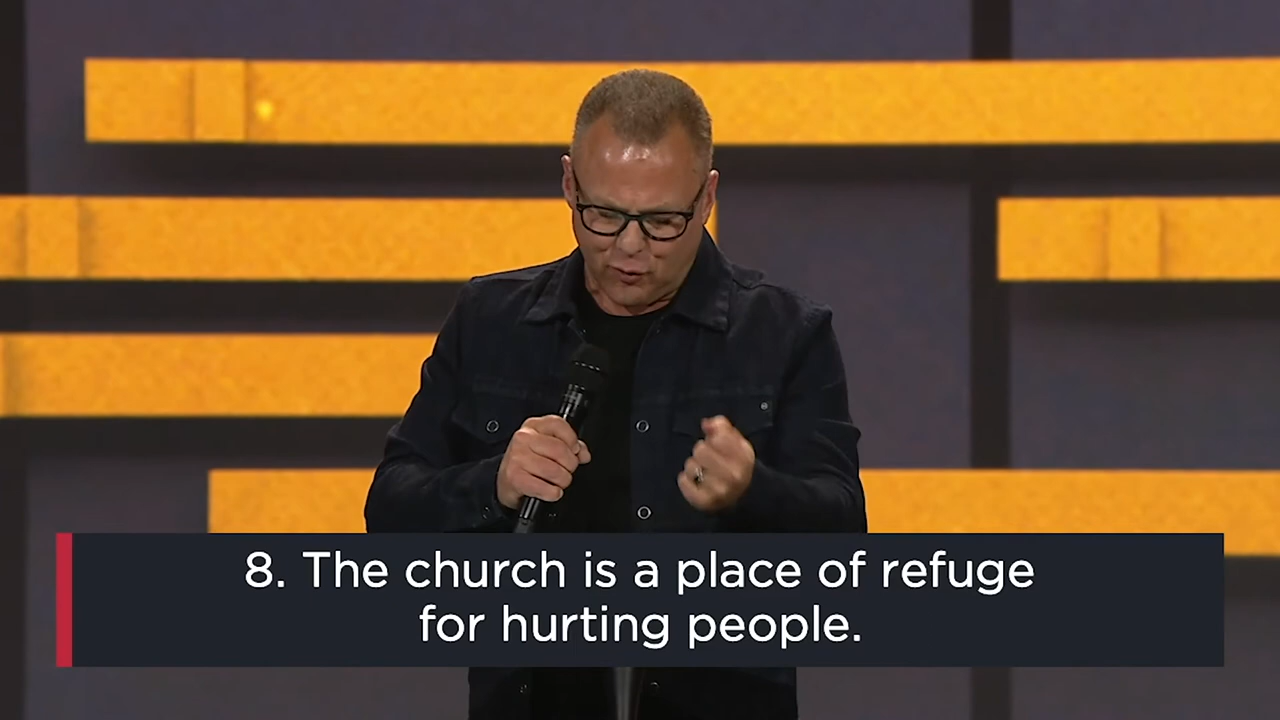 8. The church is a place of refuge
for hurting people.